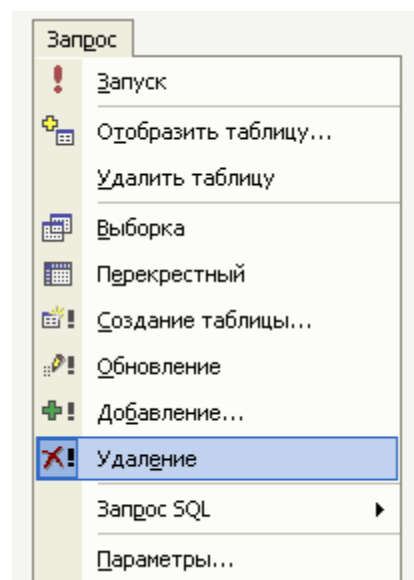 Запрос
Запуск
Отобразить таблицу...
Удалить таблицу
Выборка
Перекрестный
Создание таблицы...
Обновление
Добавление...
Удаление
Запрос SQL
Параметры...